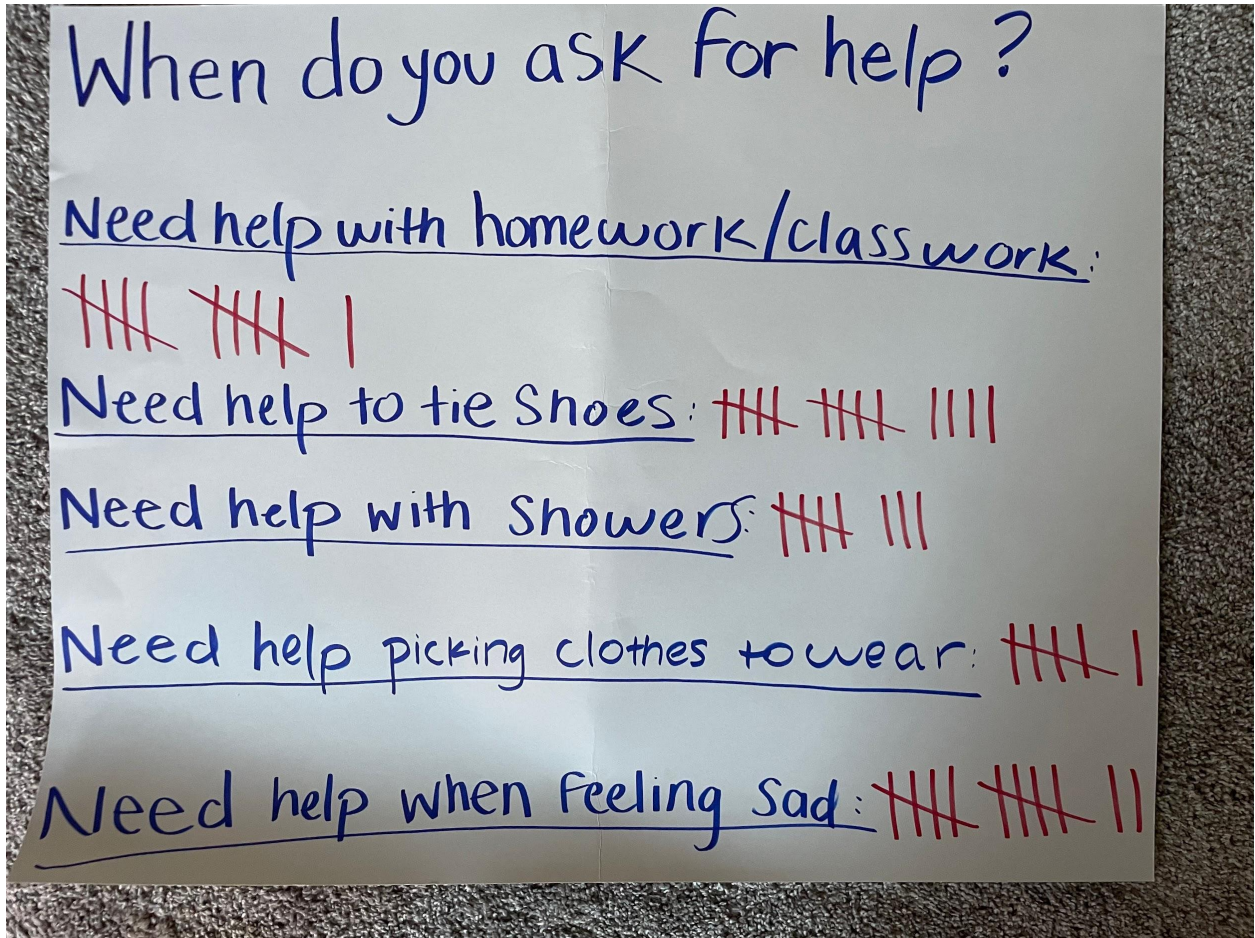 When do you ask for help?
Need help with homework/classwork:
Need help to tie shoes:
Need help with showers:
Need help picking clothes to wear:
Need help when feeling sad: